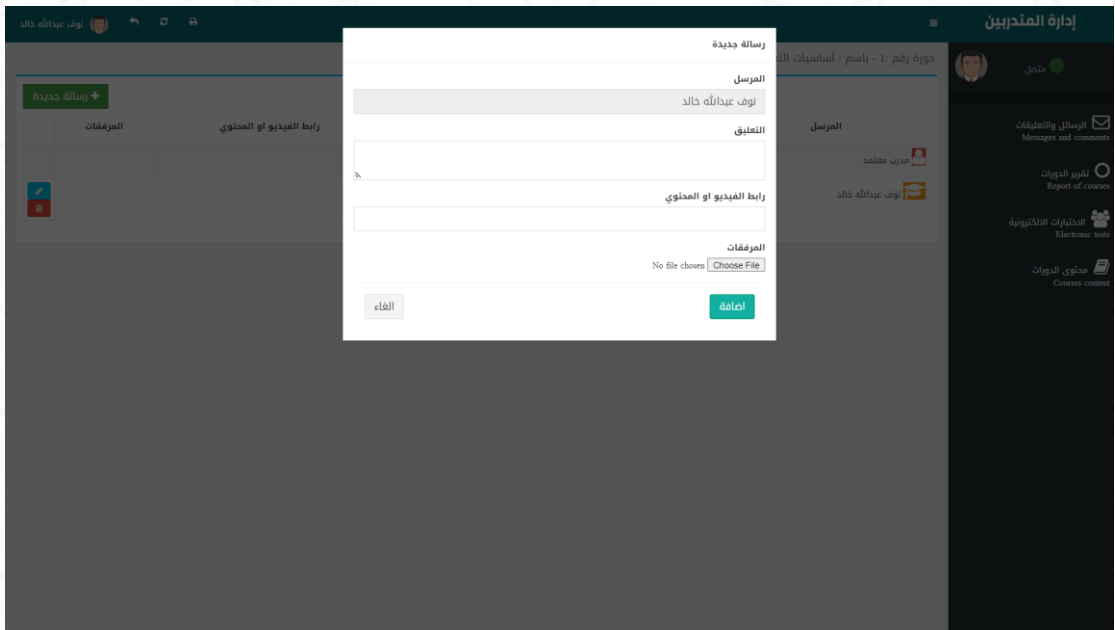 إدارة المتدربين
نوف عبدالله خالد
متصل
الرسائل والتعليقات
Messages and comments
تقرير الدورات
Report of courses
الاختبارات الالكترونية
Electronic tests
محتوى الدورات
Courses content
دورة رقم :1 - باسم : أساسيات
+ رسالة جديدة
المرسل
رابط الفيديو او المحتوي
المرفقات
مدرب معتمد
نوف عبدالله خالد
رسالة جديدة
المرسل
نوف عبدالله خالد
التعليق
رابط الفيديو او المحتوي
المرفقات
Choose File No file chosen
اضافة
الغاء